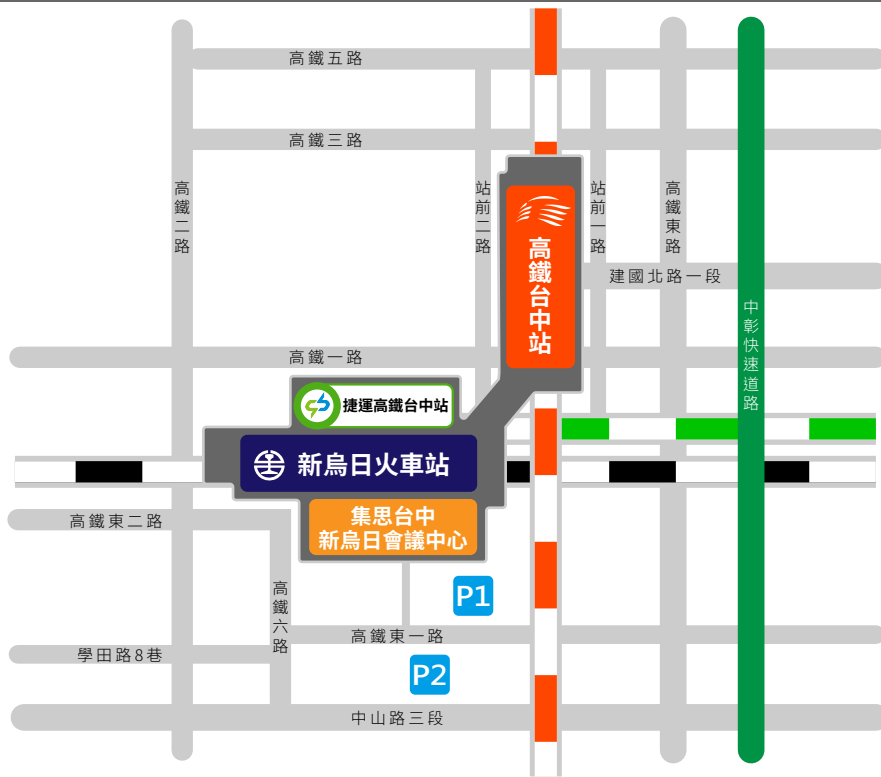 高鐵五路
高鐵三路
高鐵二路
站前二路
站前一路
高鐵東路
高鐵台中站
建國北路一段
中彰快速道路
高鐵一路
捷運高鐵台中站
新烏日火車站
集思台中
新烏日會議中心
高鐵東二路
高鐵六路
P1
高鐵東一路
學田路8巷
P2
中山路三段